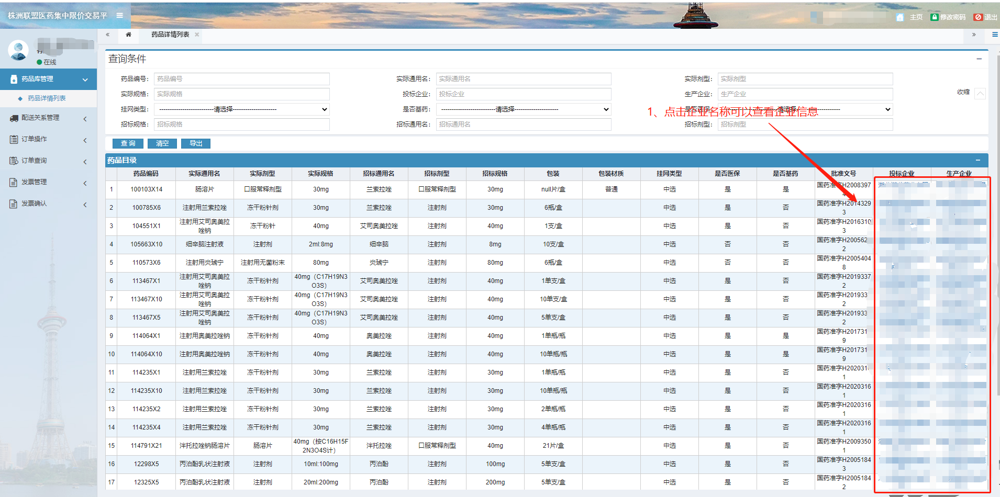 株洲联盟医药集中限价交易平
主页 修改密码 退出
药品详情列表
在线
药品库管理
药品详情列表
配送关系管理
订单操作
订单查询
发票管理
发票确认
查询条件
药品编号： 药品编号 实际通用名： 实际通用名 实际剂型： 实际剂型
实际规格： 实际规格 投标企业： 投标企业 生产企业： 生产企业 收缩
挂网类型： --------------------------请选择--------------------- 是否基药： --------------------------请选择---------------------
1、点击企业名称可以查看企业信息
招标规格： 招标规格 招标通用名： 招标通用名 招标剂型： 招标剂型
查询 清空 导出
药品目录
药品编码 实际通用名 实际剂型 实际规格 招标通用名 招标剂型 招标规格 包装 包装材质 挂网类型 是否医保 是否基药 批准文号 投标企业 生产企业
1 100103X14 肠溶片 口服常释剂型 30mg 兰索拉唑 口服常释剂型 30mg null片/盒 普通 中选 是 是 国药准字H2008397
2 100785X6 注射用兰索拉唑 冻干粉针剂 30mg 兰索拉唑 注射剂 30mg 6瓶/盒 中选 是 否 国药准字H20143293
3 104551X1 注射用艾司奥美拉唑钠 冻干粉针 40mg 艾司奥美拉唑 注射剂 40mg 1支/盒 中选 是 否 国药准字H20163103
4 105663X10 细辛脑注射液 注射剂 2ml:8mg 细辛脑 注射剂 8mg 10支/盒 中选 否 否 国药准字H200562 2
5 110573X6 注射用炎琥宁 注射用无菌粉末 80mg 炎琥宁 注射剂 80mg 6瓶/盒 中选 否 否 国药准字H20054048
6 113467X1 注射用艾司奥美拉唑钠 冻干粉针剂 40mg（C17H19N3O3S） 艾司奥美拉唑 注射剂 40mg 1单支/盒 中选 是 否 国药准字H20193372
7 113467X10 注射用艾司奥美拉唑钠 冻干粉针剂 40mg（C17H19N3O3S） 艾司奥美拉唑 注射剂 40mg 10单支/盒 中选 是 否 国药准字H201933 2
8 113467X5 注射用艾司奥美拉唑钠 冻干粉针剂 40mg（C17H19N3O3S） 艾司奥美拉唑 注射剂 40mg 5单支/盒 中选 是 否 国药准字H201933 2
9 114064X1 注射用奥美拉唑钠 冻干粉针剂 40mg 奥美拉唑 注射剂 40mg 1单瓶/瓶 中选 是 是 国药准字H201731 9
10 114064X10 注射用奥美拉唑钠 冻干粉针剂 40mg 奥美拉唑 注射剂 40mg 10单瓶/瓶 中选 是 是 国药准字H201731 9
11 114235X1 注射用兰索拉唑 冻干粉针剂 30mg 兰索拉唑 注射剂 30mg 1单瓶/瓶 中选 是 否 国药准字H202031 1
12 114235X10 注射用兰索拉唑 冻干粉针剂 30mg 兰索拉唑 注射剂 30mg 10单瓶/瓶 中选 是 否 国药准字H20203161
13 114235X2 注射用兰索拉唑 冻干粉针剂 30mg 兰索拉唑 注射剂 30mg 2单瓶/瓶 中选 是 否 国药准字H20203161
14 114235X4 注射用兰索拉唑 冻干粉针剂 30mg 兰索拉唑 注射剂 30mg 4单瓶/瓶 中选 是 否 国药准字H20203161
15 114791X21 泮托拉唑钠肠溶片 肠溶片 40mg（按C16H15F2N3O4S计） 泮托拉唑 口服常释剂型 40mg 21片/盒 中选 是 否 国药准字H20093501
16 12298X5 丙泊酚乳状注射液 注射剂 10ml:100mg 丙泊酚 注射剂 100mg 5单支/盒 中选 是 否 国药准字H20051843
17 12325X5 丙泊酚乳状注射液 注射剂 20ml:200mg 丙泊酚 注射剂 200mg 5单支/盒 中选 是 否 国药准字H20051842